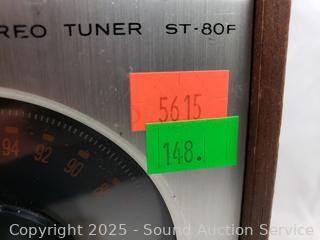 REO TUNER ST-80F
5615
148.
94 92 90
Copyright 2025 - Sound Auction Service